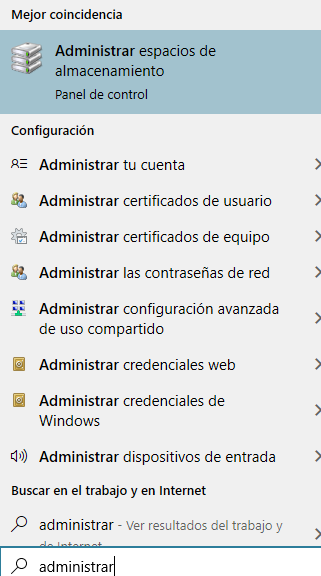 Mejor coincidencia
Administrar espacios de
almacenamiento
Panel de control
Configuración
Administrar tu cuenta
Administrar certificados de usuario
Administrar certificados de equipo
Administrar las contraseñas de red
Administrar configuración avanzada
de uso compartido
Administrar credenciales web
Administrar credenciales de
Windows
Administrar dispositivos de entrada
Buscar en el trabajo y en Internet
administrar - Ver resultados del trabajo y
de Internet
administrar